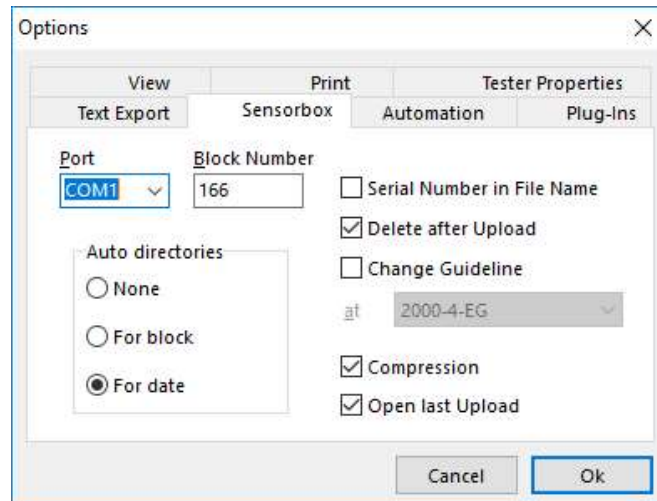 Options
View Print Tester Properties
Text Export Sensorbox Automation Plug-Ins
Port Block Number
COM1 166
Serial Number in File Name
Delete after Upload
Auto directories
Change Guideline
None
at 2000-4-EG
For block
Compression
For date
Open last Upload
Cancel Ok